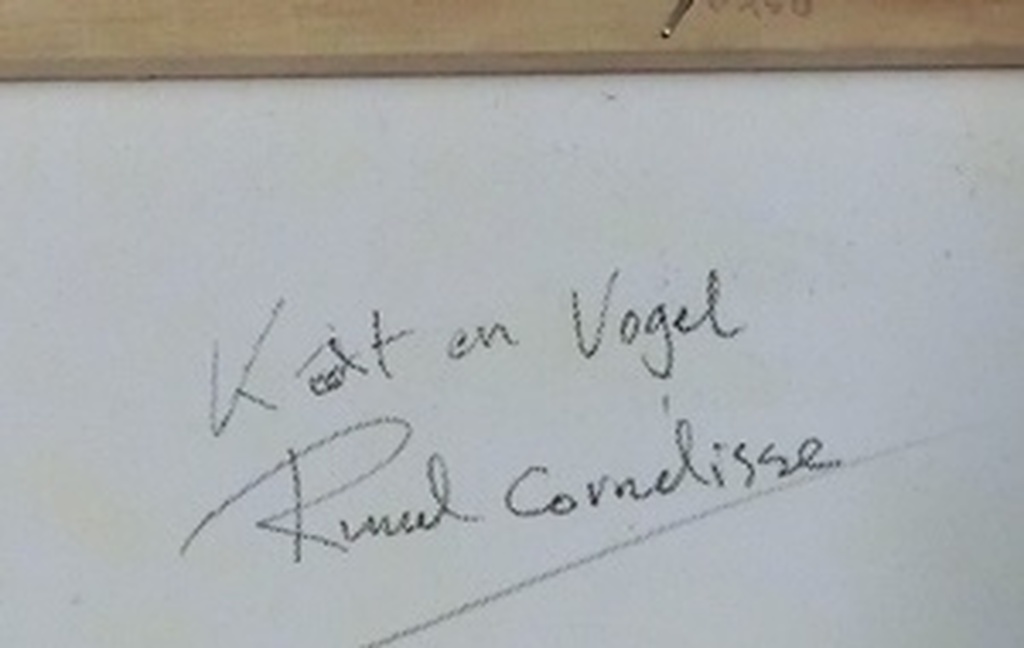 Kat en Vogel
Ruud Cornelisse